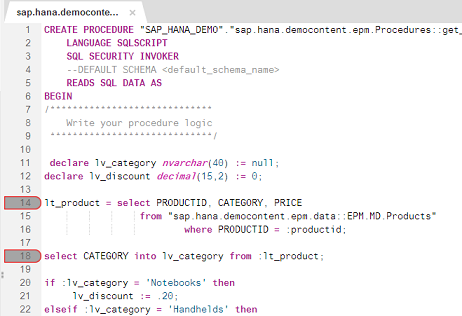 sap.hana.democonte... ×
1 CREATE PROCEDURE "SAP_HANA_DEMO"."sap.hana.democontent.epm.Procedures::get_
2 LANGUAGE SQLSCRIPT
3 SQL SECURITY INVOKER
4 --DEFAULT SCHEMA <default_schema_name>
5 READS SQL DATA AS
6 BEGIN
7 /*****************************
8 Write your procedure logic
9 *****************************/
10
11 declare lv_category nvarchar(40) := null;
12 declare lv_discount decimal(15,2) := 0;
13
14 lt_product = select PRODUCTID, CATEGORY, PRICE
15 from "sap.hana.democontent.epm.data::EPM.MD.Products"
16 where PRODUCTID = :productid;
17
18 select CATEGORY into lv_category from :lt_product;
19
20 if :lv_category = 'Notebooks' then
21 lv_discount := .20;
22 elseif :lv_category = 'Handhelds' then